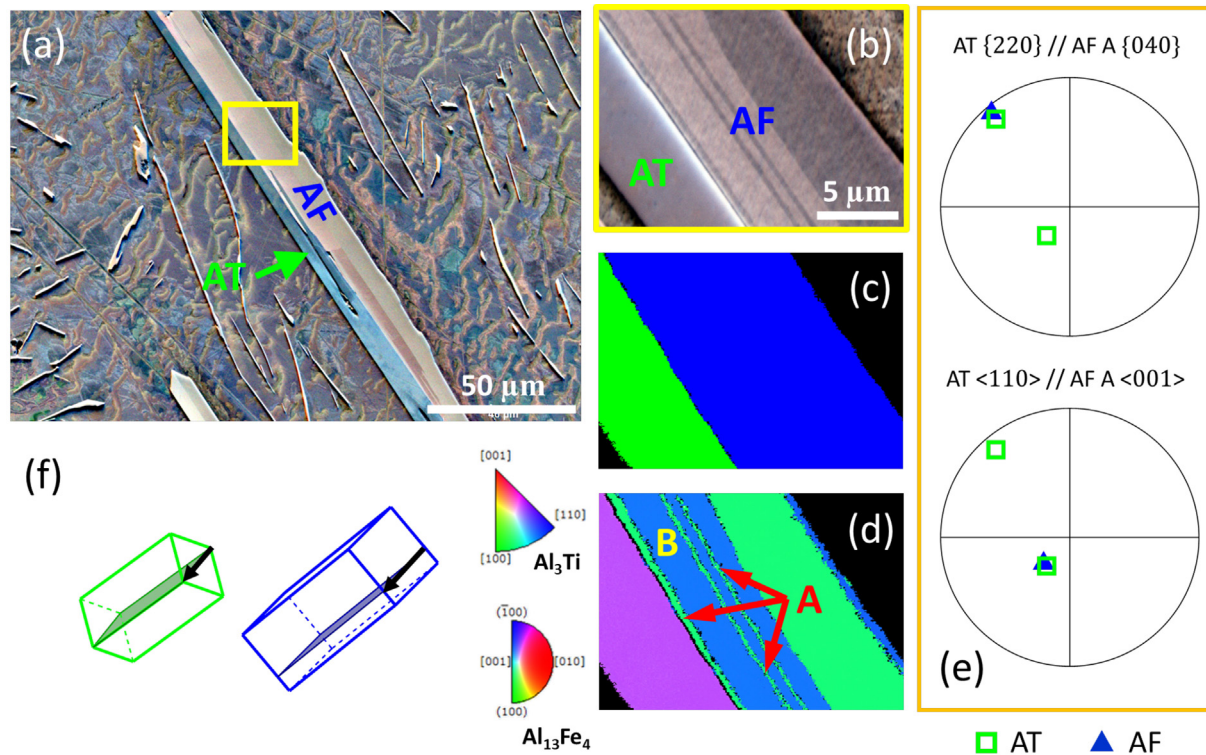 (a)
AF
AT
50 µm
(b)
AT
AF
5 µm
(c)
(d)
B
A
AT {220} // AF A {040}
AT <110> // AF A <001>
(e)
AT
AF
(f)
[001]
[110]
[100]
Al₃Ti
(1̅00)
[001]
[010]
(100)
Al₁₃Fe₄